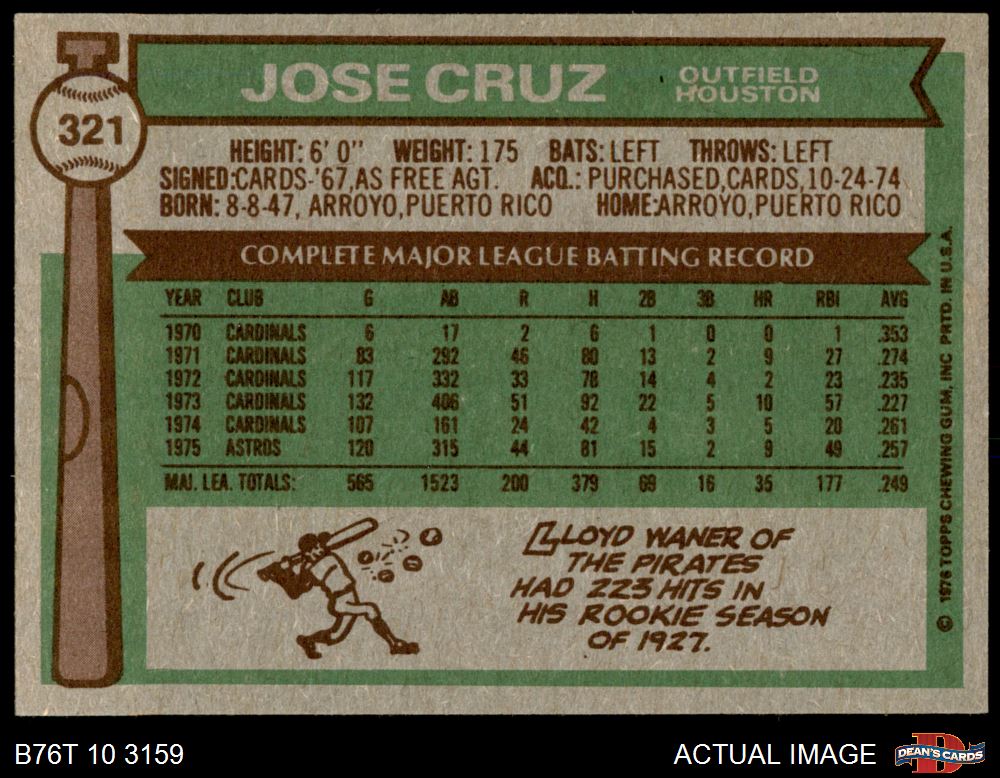 321
JOSE CRUZ
OUTFIELD
HOUSTON
HEIGHT: 6' 0" WEIGHT: 175 BATS: LEFT THROWS: LEFT
SIGNED:CARDS-'67,AS FREE AGT. ACQ.: PURCHASED,CARDS,10-24-74
BORN: 8-8-47, ARROYO,PUERTO RICO HOME:ARROYO,PUERTO RICO
COMPLETE MAJOR LEAGUE BATTING RECORD
YEAR CLUB G AB R H 2B 3B HR RBI AVG
1970 CARDINALS 6 17 2 6 1 0 0 1 .353
1971 CARDINALS 83 292 46 80 13 2 9 27 .274
1972 CARDINALS 117 332 33 78 14 4 2 23 .235
1973 CARDINALS 132 406 51 92 22 5 10 57 .227
1974 CARDINALS 107 161 24 42 4 3 5 20 .261
1975 ASTROS 120 315 44 81 15 2 9 49 .257
MAJ. LEA. TOTALS: 565 1523 200 379 69 16 35 177 .249
LLOYD WANER OF
THE PIRATES
HAD 223 HITS IN
HIS ROOKIE SEASON
OF 1927.
© 1976 TOPPS CHEWING GUM, INC PRTD. IN U.S.A.
B76T 10 3159
ACTUAL IMAGE
D
DEAN'S CARDS